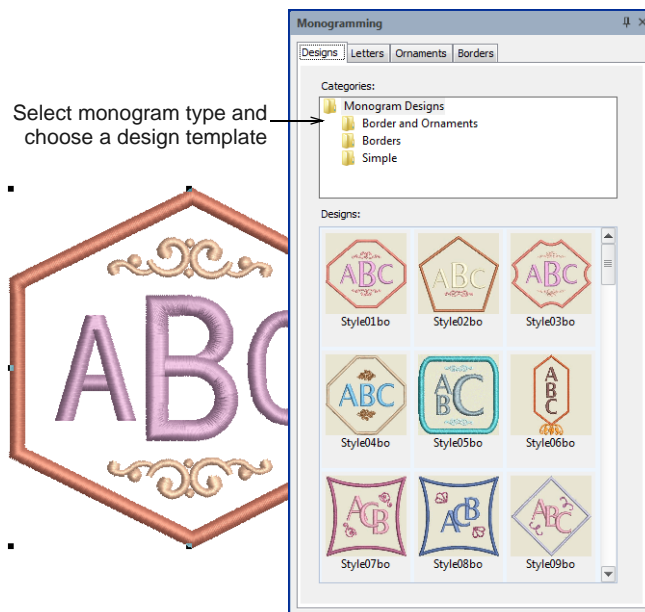 Monogramming
Designs Letters Ornaments Borders
Categories:
Monogram Designs
Border and Ornaments
Borders
Simple
Select monogram type and
choose a design template
Designs:
ABC
ABC ABC ABC
Style01bo Style02bo Style03bo
ABC ABC ABC
Style04bo Style05bo Style06bo
ACB ACB ABC
Style07bo Style08bo Style09bo